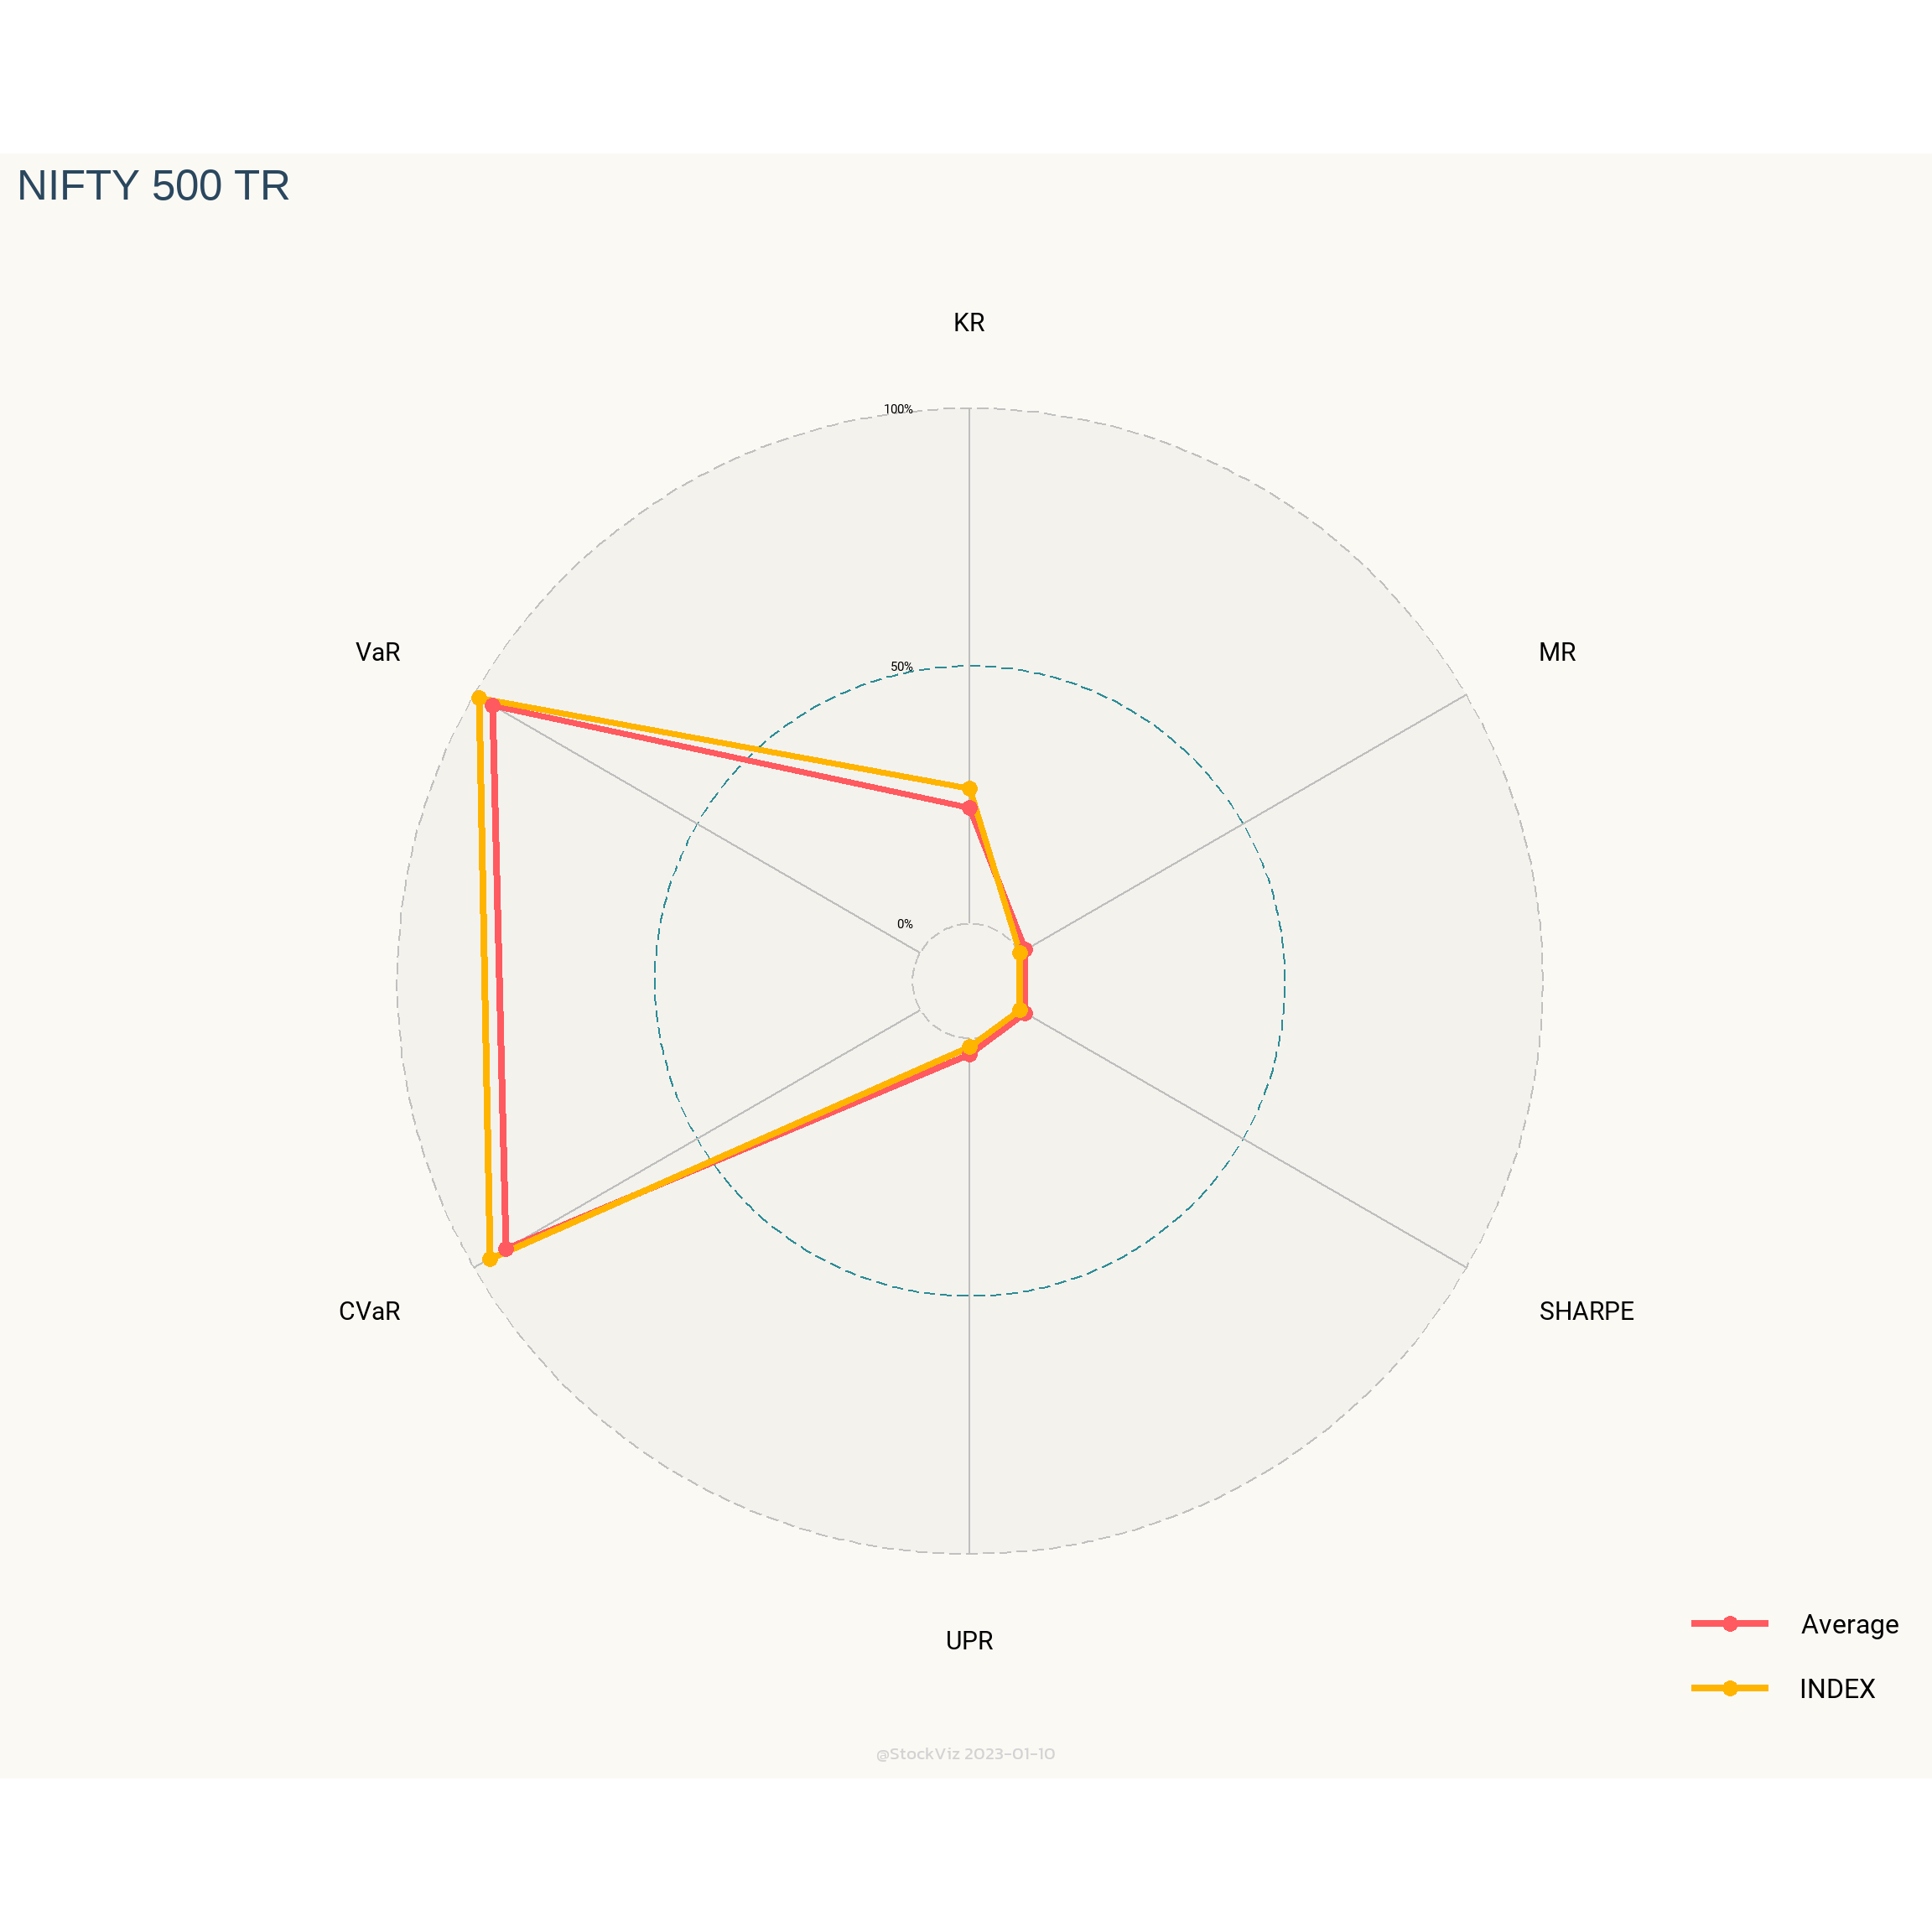 NIFTY 500 TR
KR
100%
VaR
MR
50%
0%
CVaR
SHARPE
UPR
Average
INDEX
@StockViz 2023-01-10